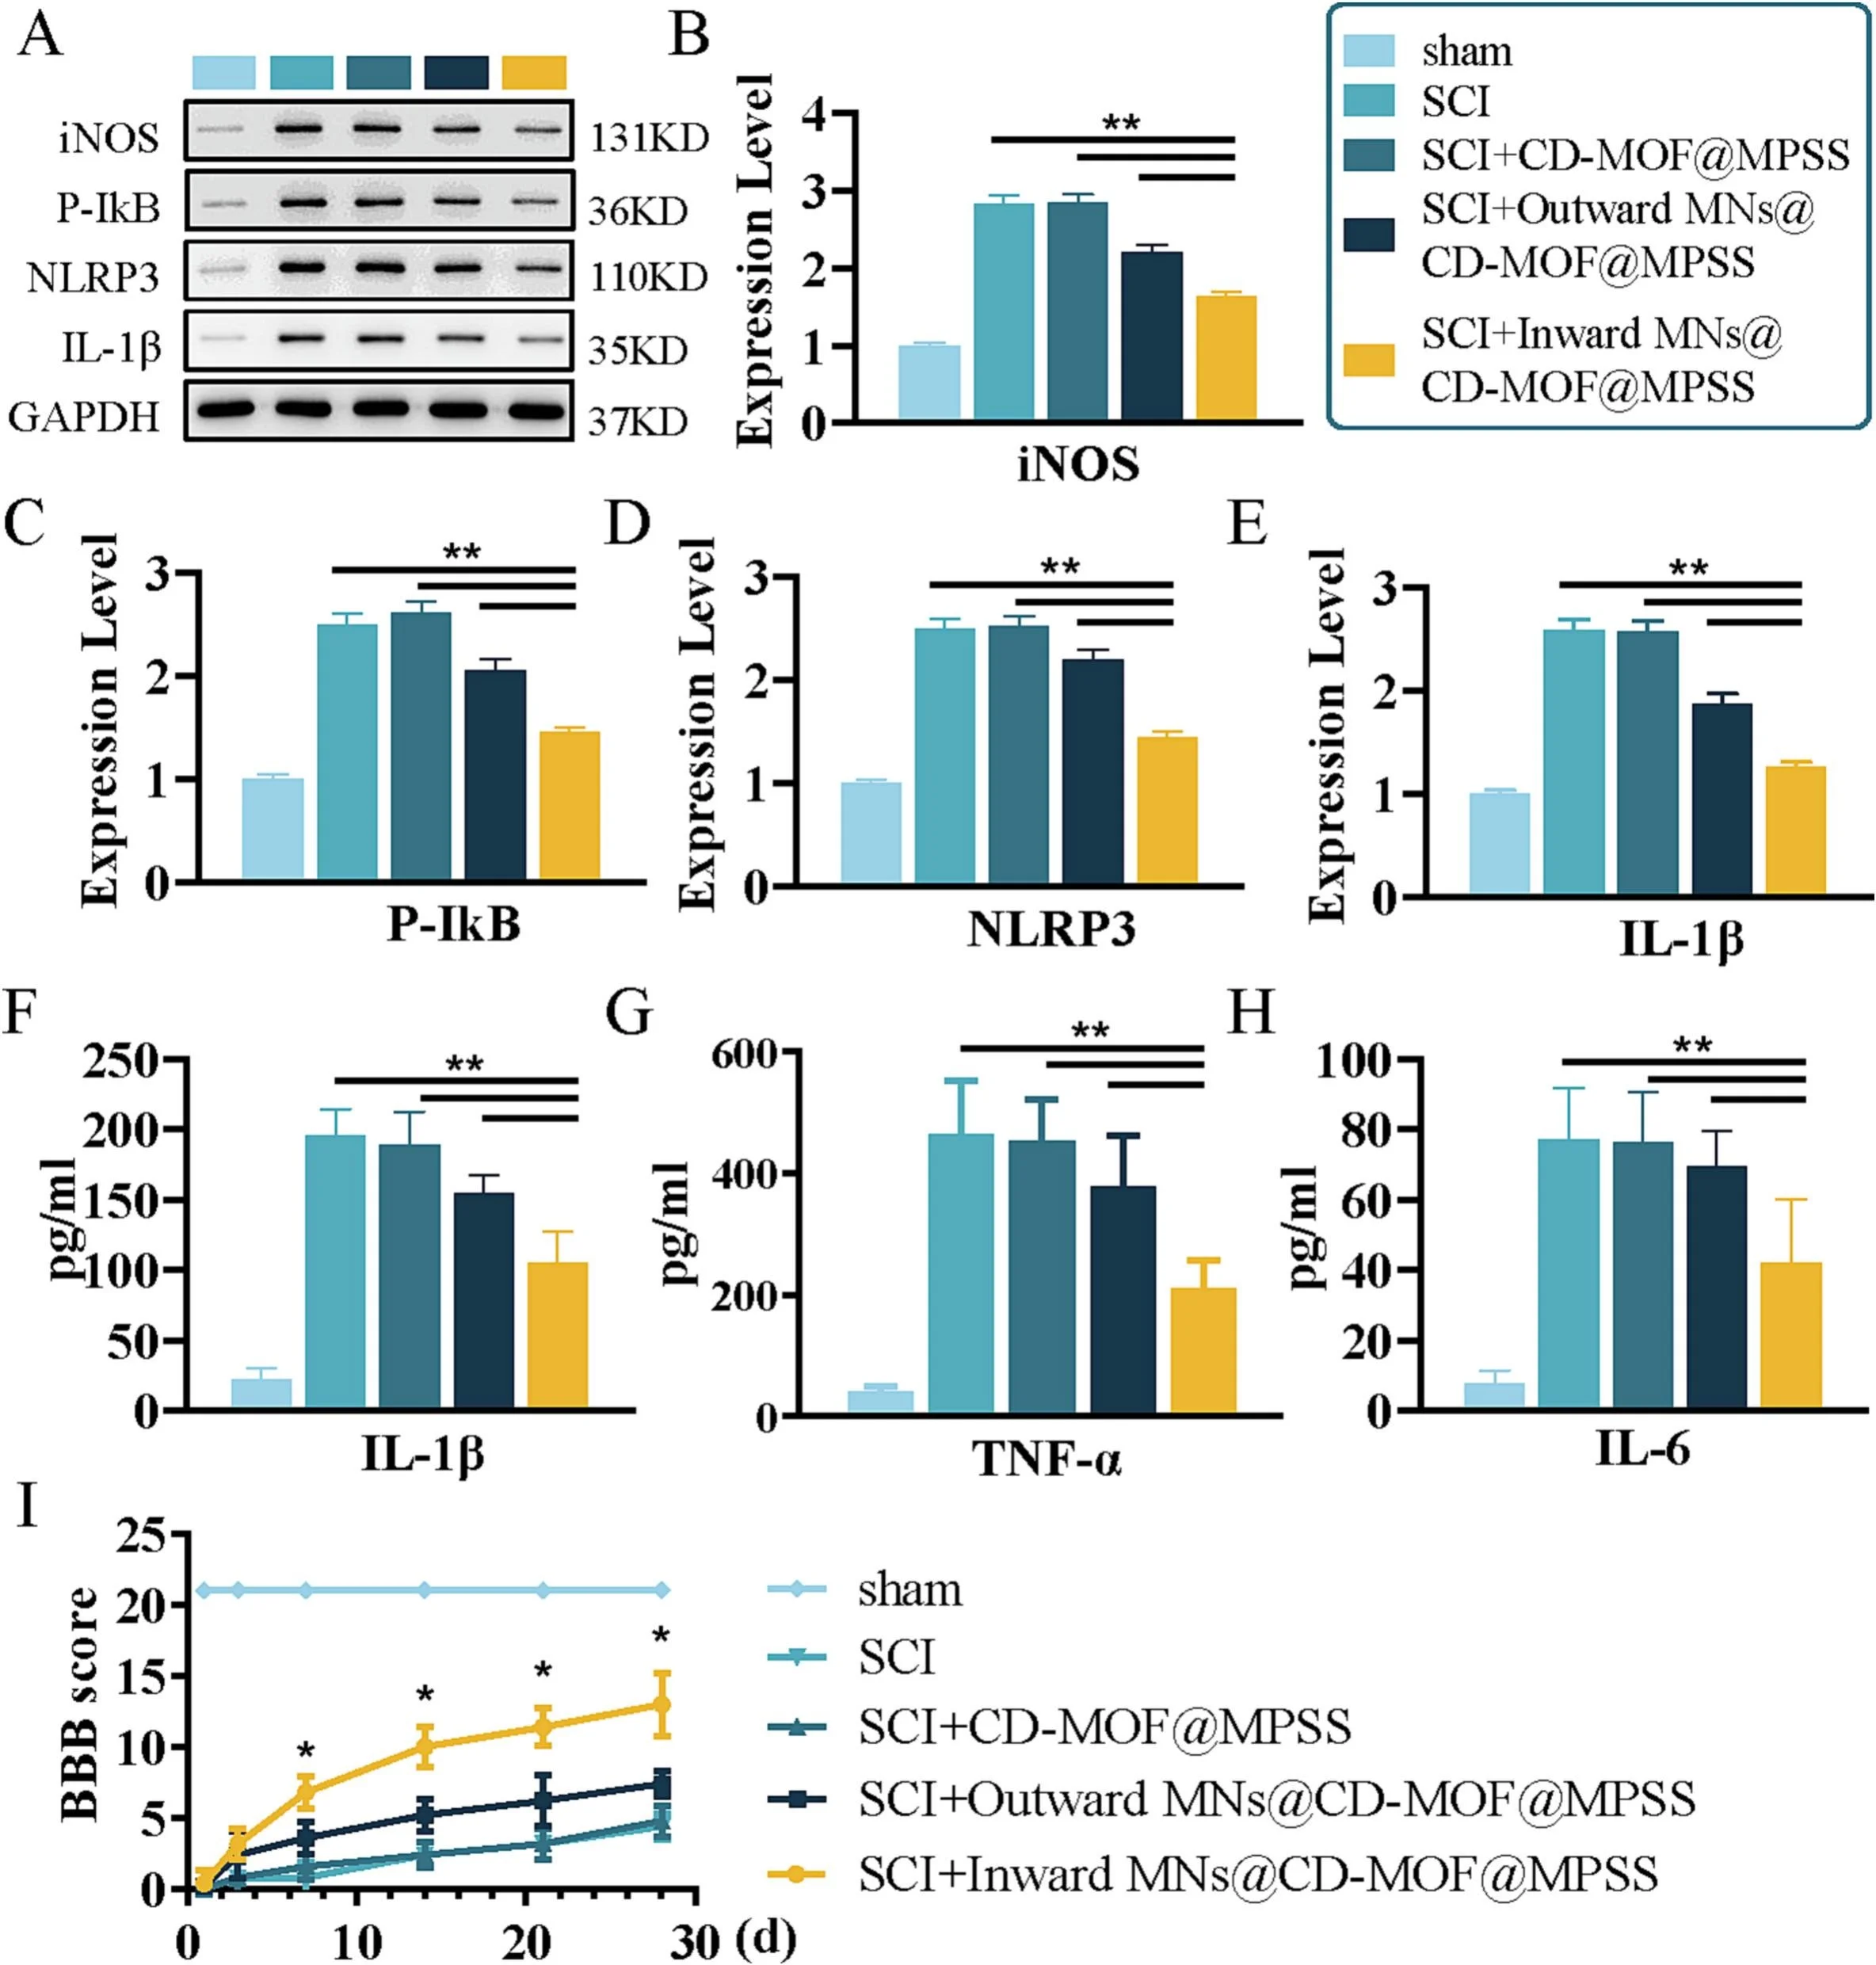 A
iNOS
P-IkB
NLRP3
IL-1β
GAPDH
131KD
36KD
110KD
35KD
37KD
B
Expression Level
4
3
2
1
0
**
iNOS
sham
SCI
SCI+CD-MOF@MPSS
SCI+Outward MNs@
CD-MOF@MPSS
SCI+Inward MNs@
CD-MOF@MPSS
C
Expression Level
3
2
1
0
**
P-IkB
D
Expression Level
3
2
1
0
**
NLRP3
E
Expression Level
3
2
1
0
**
IL-1β
F
pg/ml
250
200
150
100
50
0
**
IL-1β
G
pg/ml
600
400
200
0
**
TNF-α
H
pg/ml
100
80
60
40
20
0
**
IL-6
I
BBB score
25
20
15
10
5
0
*
*
*
*
0 10 20 30 (d)
sham
SCI
SCI+CD-MOF@MPSS
SCI+Outward MNs@CD-MOF@MPSS
SCI+Inward MNs@CD-MOF@MPSS